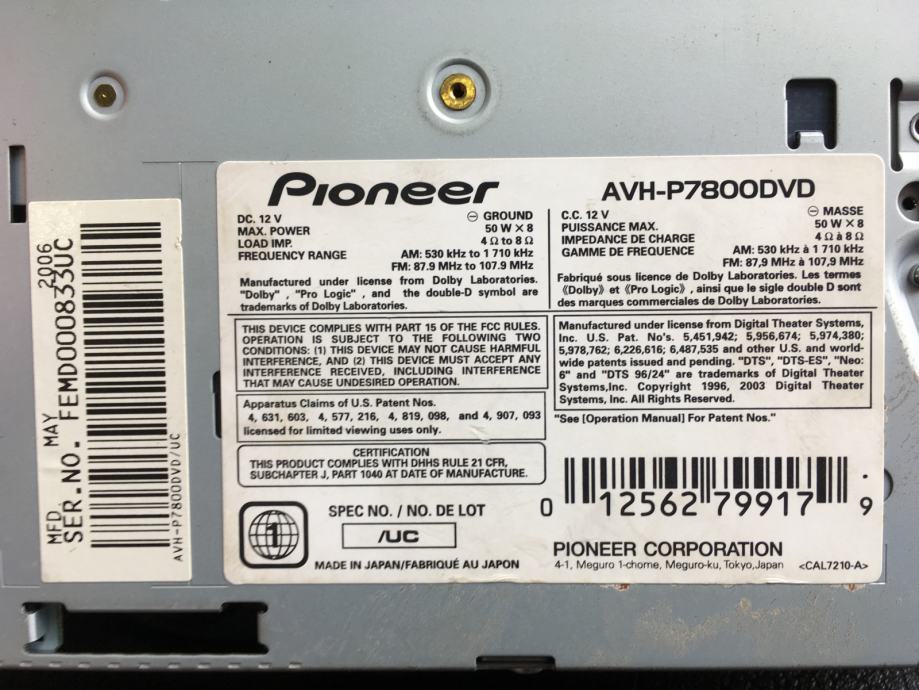 MFD. MAY 2006
SER.NO. FEMD000833UC
AVH-P7800DVD/UC
Pioneer
DC. 12 V ⊖ GROUND
MAX. POWER 50 W × 8
LOAD IMP. 4 Ω to 8 Ω
FREQUENCY RANGE AM: 530 kHz to 1 710 kHz
FM: 87.9 MHz to 107.9 MHz
Manufactured under license from Dolby Laboratories.
"Dolby" , "Pro Logic" , and the double-D symbol are
trademarks of Dolby Laboratories.
THIS DEVICE COMPLIES WITH PART 15 OF THE FCC RULES.
OPERATION IS SUBJECT TO THE FOLLOWING TWO
CONDITIONS: (1) THIS DEVICE MAY NOT CAUSE HARMFUL
INTERFERENCE, AND (2) THIS DEVICE MUST ACCEPT ANY
INTERFERENCE RECEIVED, INCLUDING INTERFERENCE
THAT MAY CAUSE UNDESIRED OPERATION.
Apparatus Claims of U.S. Patent Nos.
4, 631, 603, 4, 577, 216, 4, 819, 098, and 4, 907, 093
licensed for limited viewing uses only.
CERTIFICATION
THIS PRODUCT COMPLIES WITH DHHS RULE 21 CFR,
SUBCHAPTER J, PART 1040 AT DATE OF MANUFACTURE.
1
SPEC NO. / NO. DE LOT
/UC
MADE IN JAPAN/FABRIQUÉ AU JAPON
AVH-P7800DVD
C.C. 12 V ⊖ MASSE
PUISSANCE MAX. 50 W × 8
IMPEDANCE DE CHARGE 4 Ω à 8 Ω
GAMME DE FREQUENCE AM: 530 kHz à 1 710 kHz
FM: 87,9 MHz à 107,9 MHz
Fabriqué sous licence de Dolby Laboratories. Les termes
《Dolby》 et 《Pro Logic》 , ainsi que le sigle double D sont
des marques commerciales de Dolby Laboratories.
Manufactured under license from Digital Theater Systems,
Inc. U.S. Pat. No's. 5,451,942; 5,956,674; 5,974,380;
5,978,762; 6,226,616; 6,487,535 and other U.S. and world-
wide patents issued and pending. "DTS", "DTS-ES", "Neo:
6" and "DTS 96/24" are trademarks of Digital Theater
Systems,Inc. Copyright 1996, 2003 Digital Theater
Systems, Inc. All Rights Reserved.
"See [Operation Manual] For Patent Nos."
0 12562 79917 9
PIONEER CORPORATION
4-1, Meguro 1-chome, Meguro-ku, Tokyo,Japan <CAL7210-A>